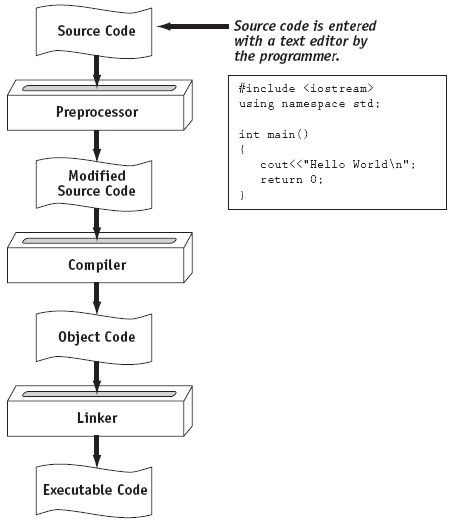 Source Code
Source code is entered
with a text editor by
the programmer.
#include <iostream>
using namespace std;
int main()
{
cout<<"Hello World\n";
return 0;
}
Preprocessor
Modified
Source Code
Compiler
Object Code
Linker
Executable Code